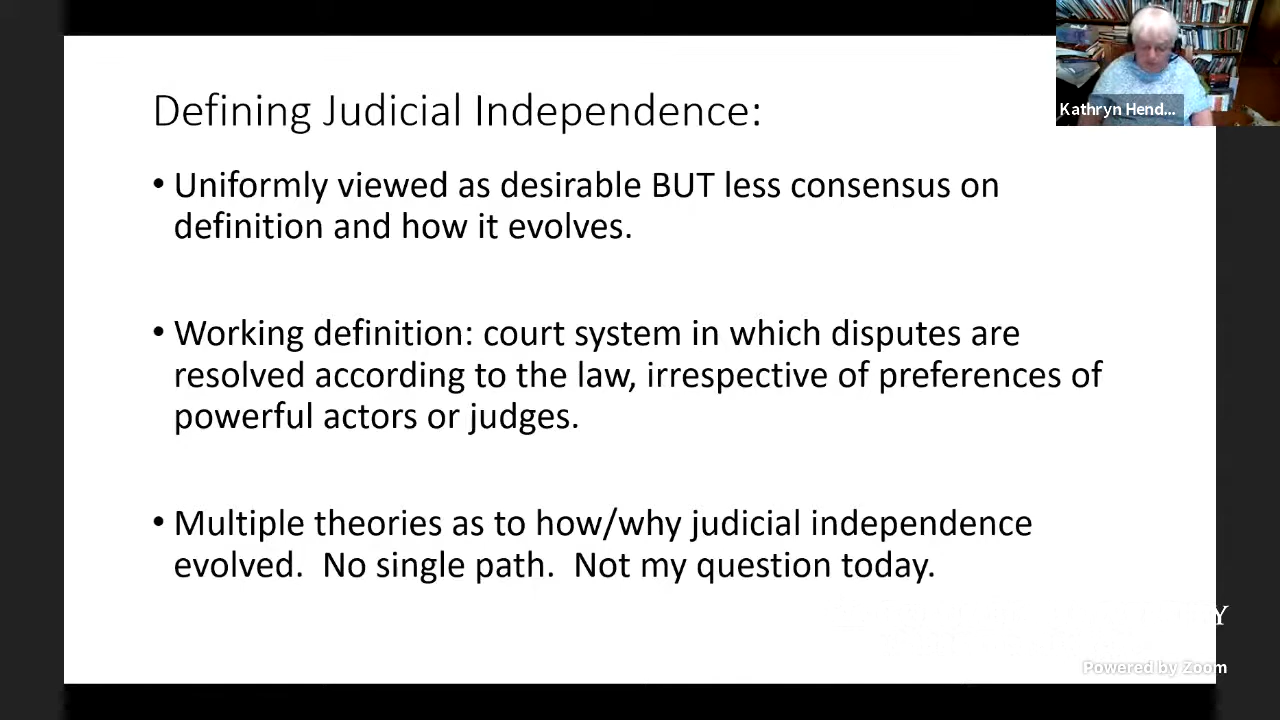 Defining Judicial Independence:
Kathryn Hend...
• Uniformly viewed as desirable BUT less consensus on
definition and how it evolves.
• Working definition: court system in which disputes are
resolved according to the law, irrespective of preferences of
powerful actors or judges.
• Multiple theories as to how/why judicial independence
evolved.  No single path.  Not my question today.
Y
Powered by Zoom